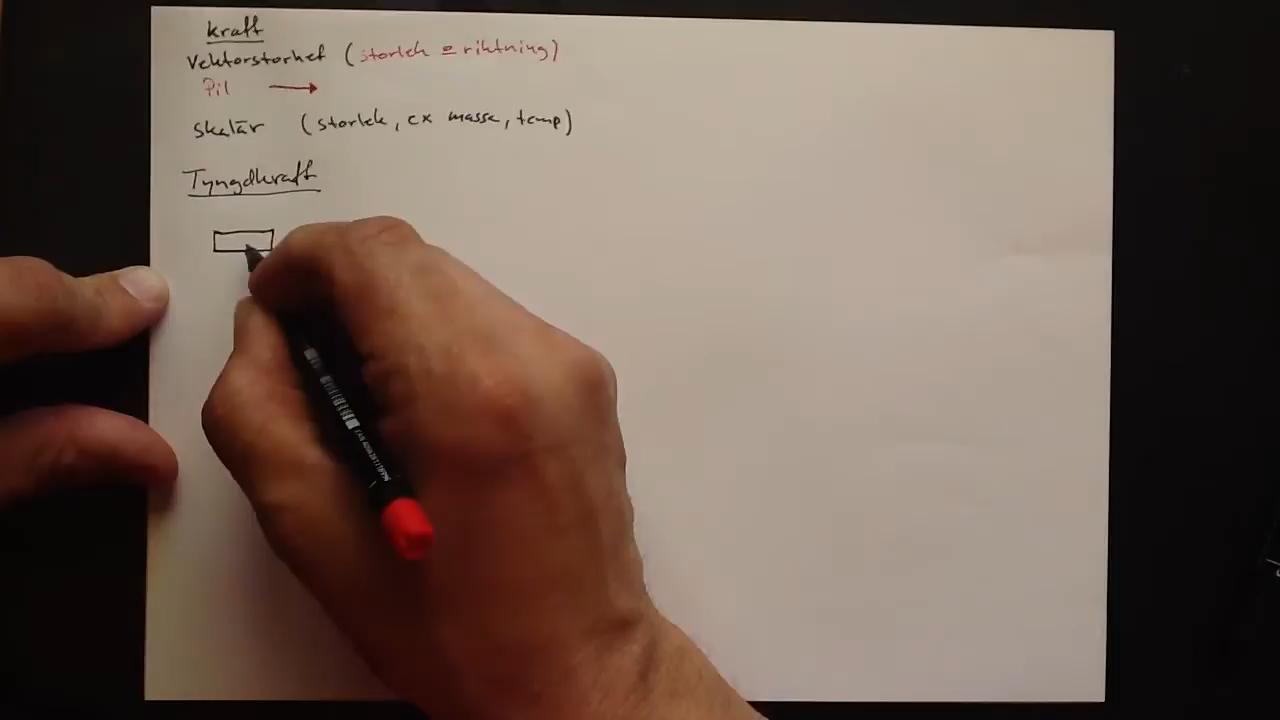 kraft
Vektorstorhet (storlek o riktning)
Pil
Skalär (storlek, ex massa, temp)
Tyngdkraft